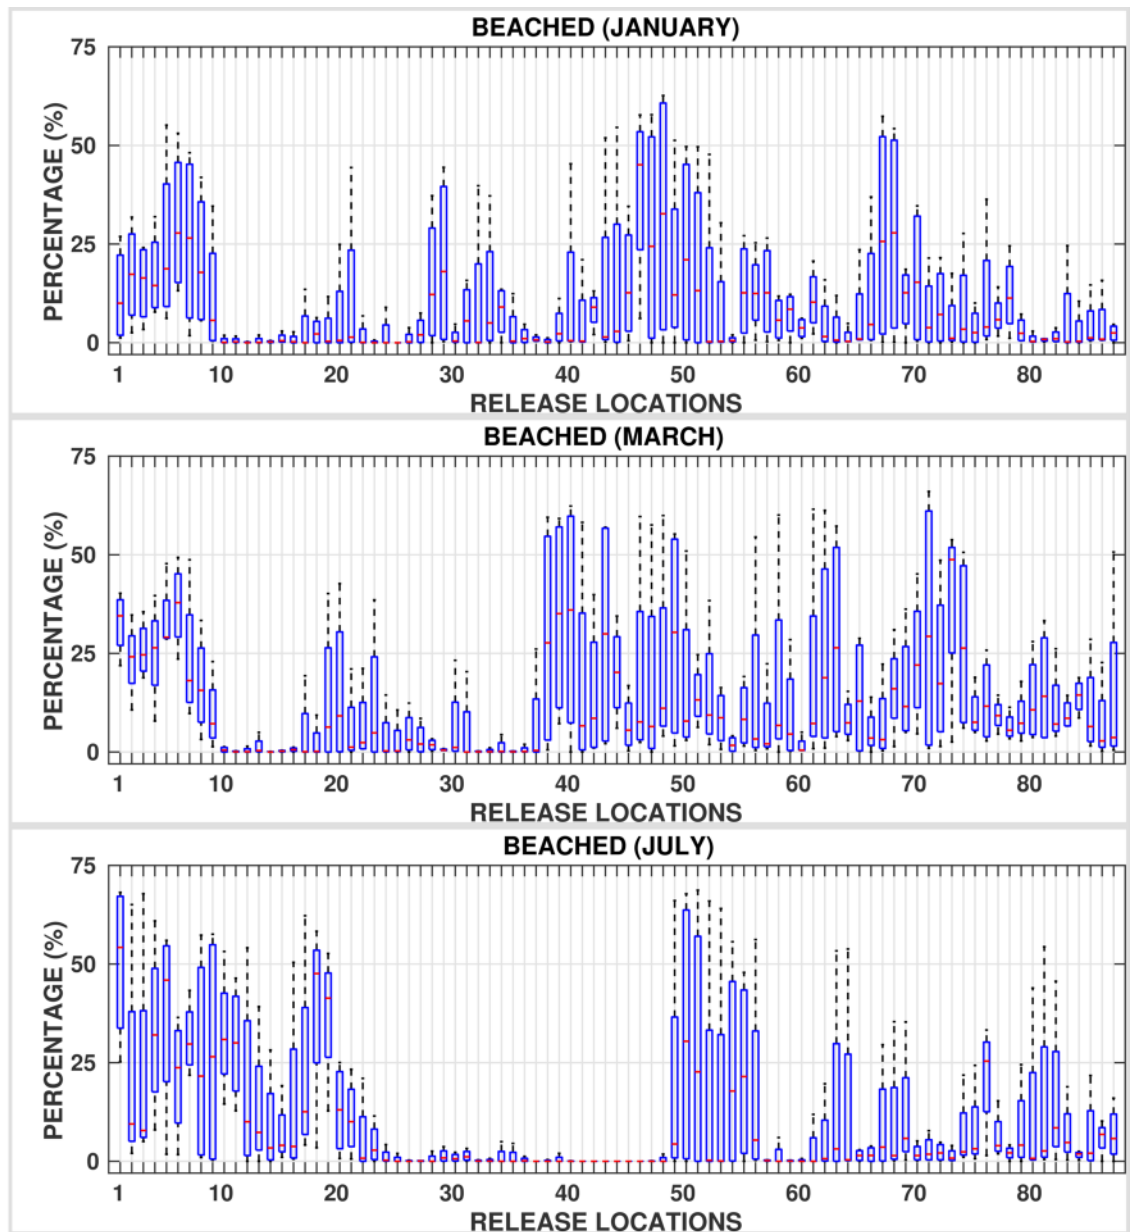 BEACHED (JANUARY)
75
50
25
0
PERCENTAGE (%)
1 10 20 30 40 50 60 70 80
RELEASE LOCATIONS
BEACHED (MARCH)
75
50
25
0
PERCENTAGE (%)
1 10 20 30 40 50 60 70 80
RELEASE LOCATIONS
BEACHED (JULY)
75
50
25
0
PERCENTAGE (%)
1 10 20 30 40 50 60 70 80
RELEASE LOCATIONS